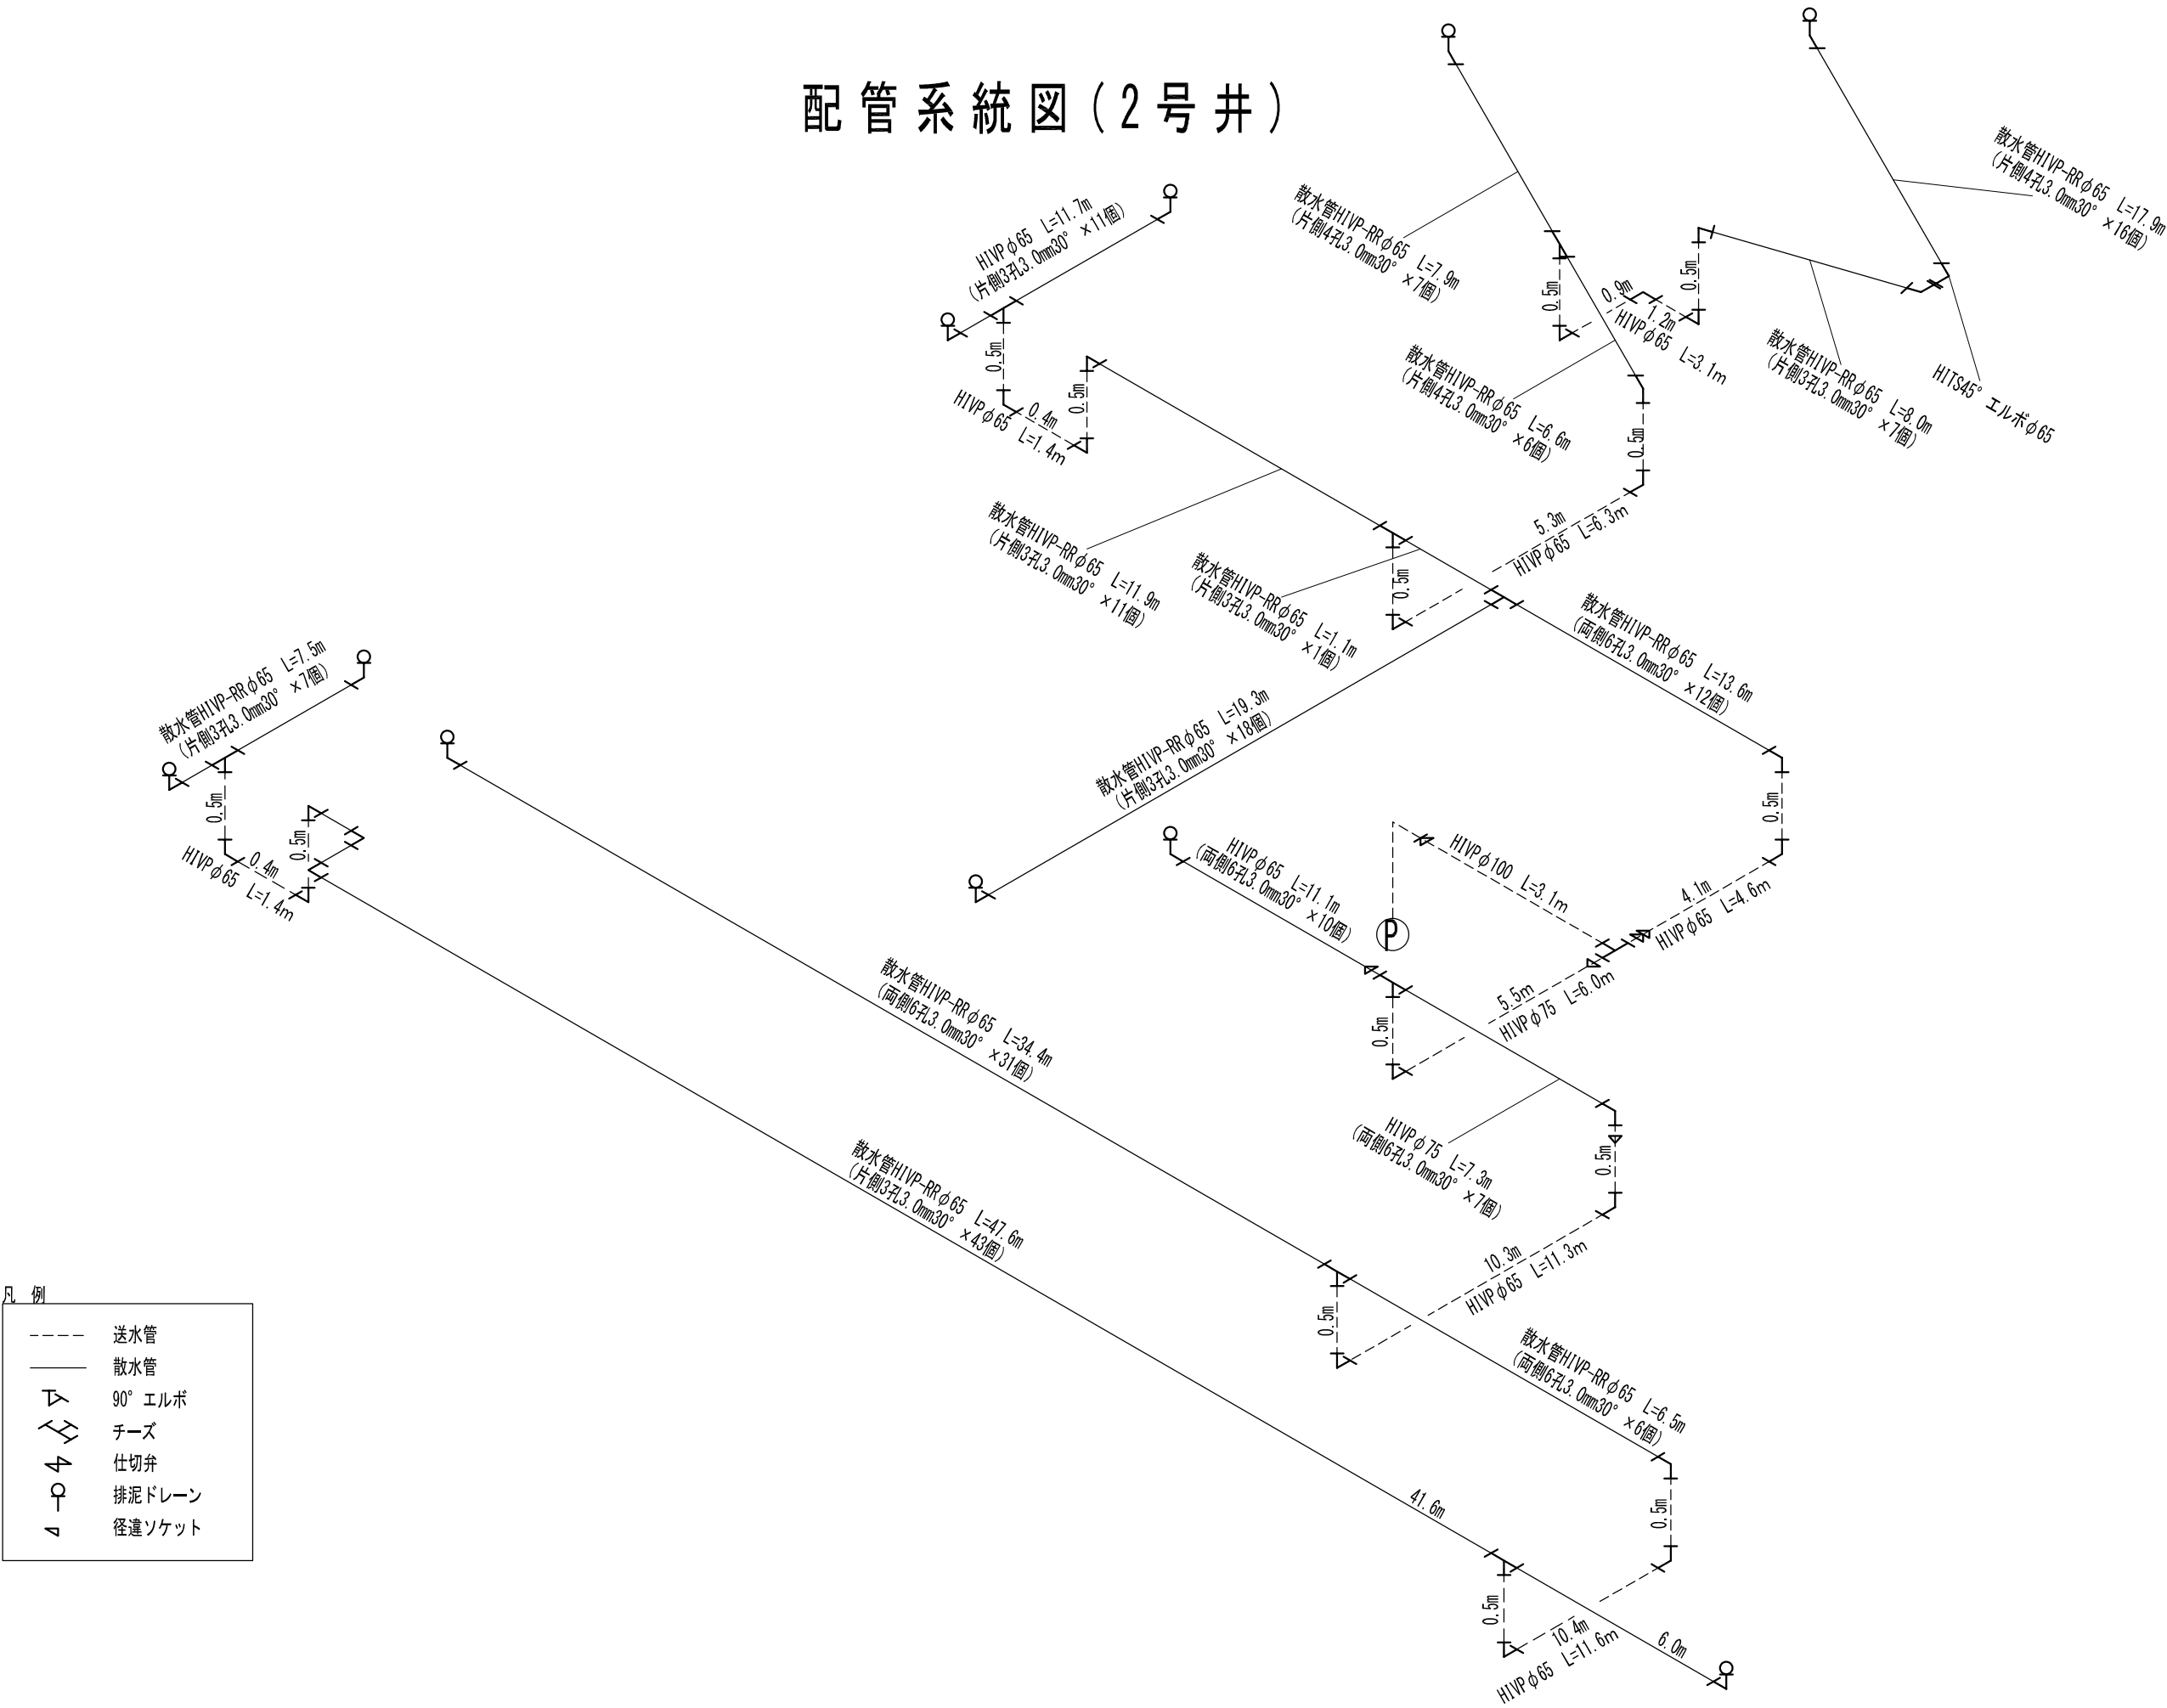 配管系統図(2号井)
散水管HIVP-RRφ65 L=17.9m
(片側4孔3.0mm30° ×16個)
HIVPφ65 L=11.7m
(片側3孔3.0mm30° ×11個)
散水管HIVP-RRφ65 L=7.9m
(片側4孔3.0mm30° ×7個)
0.5m
0.9m
1.2m
HIVPφ65 L=3.1m
0.5m
散水管HIVP-RRφ65 L=8.0m
(片側3孔3.0mm30° ×7個)
HITS45° エルボφ65
0.5m
0.4m
HIVPφ65 L=1.4m
0.5m
散水管HIVP-RRφ65 L=6.6m
(片側4孔3.0mm30° ×6個)
0.5m
5.3m
HIVPφ65 L=6.3m
散水管HIVP-RRφ65 L=11.9m
(片側3孔3.0mm30° ×11個)
散水管HIVP-RRφ65 L=1.1m
(片側3孔3.0mm30° ×1個)
0.5m
散水管HIVP-RRφ65 L=13.6m
(両側6孔3.0mm30° ×12個)
散水管HIVP-RRφ65 L=7.5m
(片側3孔3.0mm30° ×7個)
散水管HIVP-RRφ65 L=19.3m
(片側3孔3.0mm30° ×18個)
0.5m
0.5m
0.4m
HIVPφ65 L=1.4m
0.5m
HIVPφ65 L=11.1m
(両側6孔3.0mm30° ×10個)
HIVPφ100 L=3.1m
P
4.1m
HIVPφ65 L=4.6m
5.5m
HIVPφ75 L=6.0m
0.5m
散水管HIVP-RRφ65 L=34.4m
(両側6孔3.0mm30° ×31個)
HIVPφ75 L=7.3m
(両側6孔3.0mm30° ×7個)
0.5m
散水管HIVP-RRφ65 L=47.6m
(片側3孔3.0mm30° ×43個)
10.3m
HIVPφ65 L=11.3m
0.5m
散水管HIVP-RRφ65 L=6.5m
(両側6孔3.0mm30° ×6個)
0.5m
41.6m
0.5m
10.4m
HIVPφ65 L=11.6m
6.0m
凡 例
送水管
散水管
90° エルボ
チーズ
仕切弁
排泥ドレーン
径違ソケット